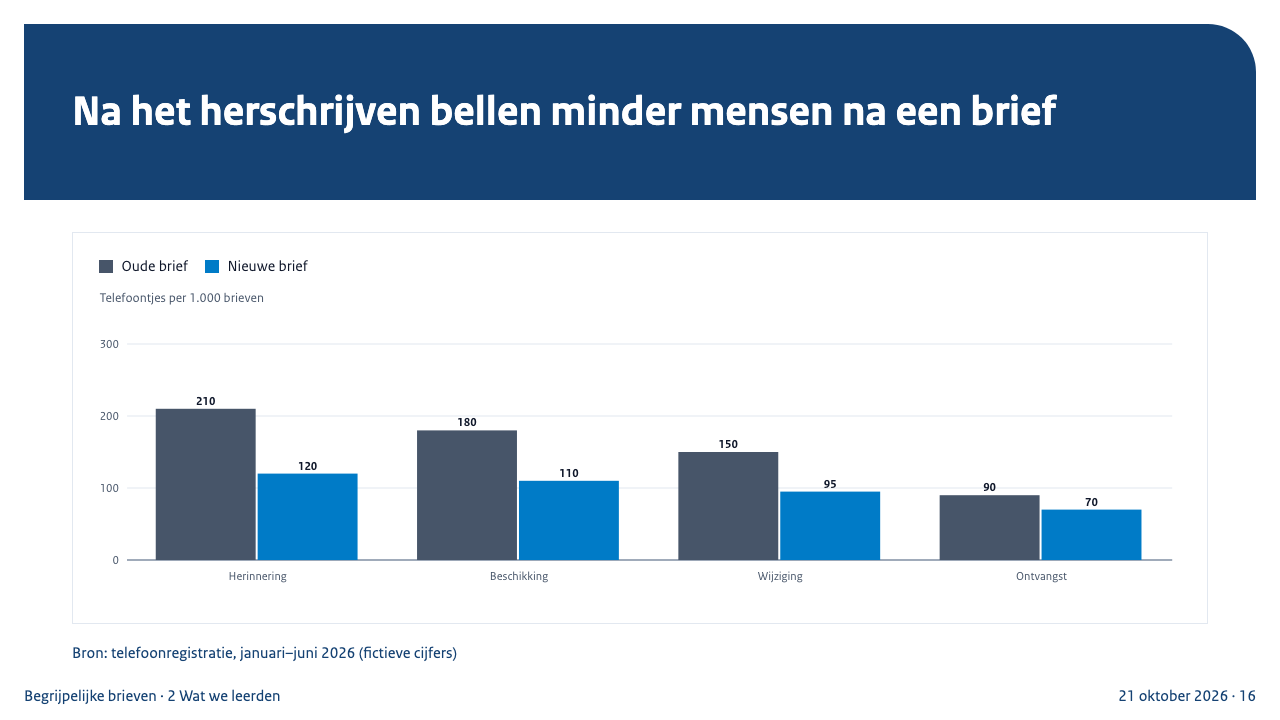 Na het herschrijven bellen minder mensen na een brief
Oude brief Nieuwe brief
Telefoontjes per 1.000 brieven
300
200
100
0
210
120
180
110
150
95
90
70
Herinnering Beschikking Wijziging Ontvangst
Bron: telefoonregistratie, januari–juni 2026 (fictieve cijfers)
Begrijpelijke brieven · 2 Wat we leerden
21 oktober 2026 · 16